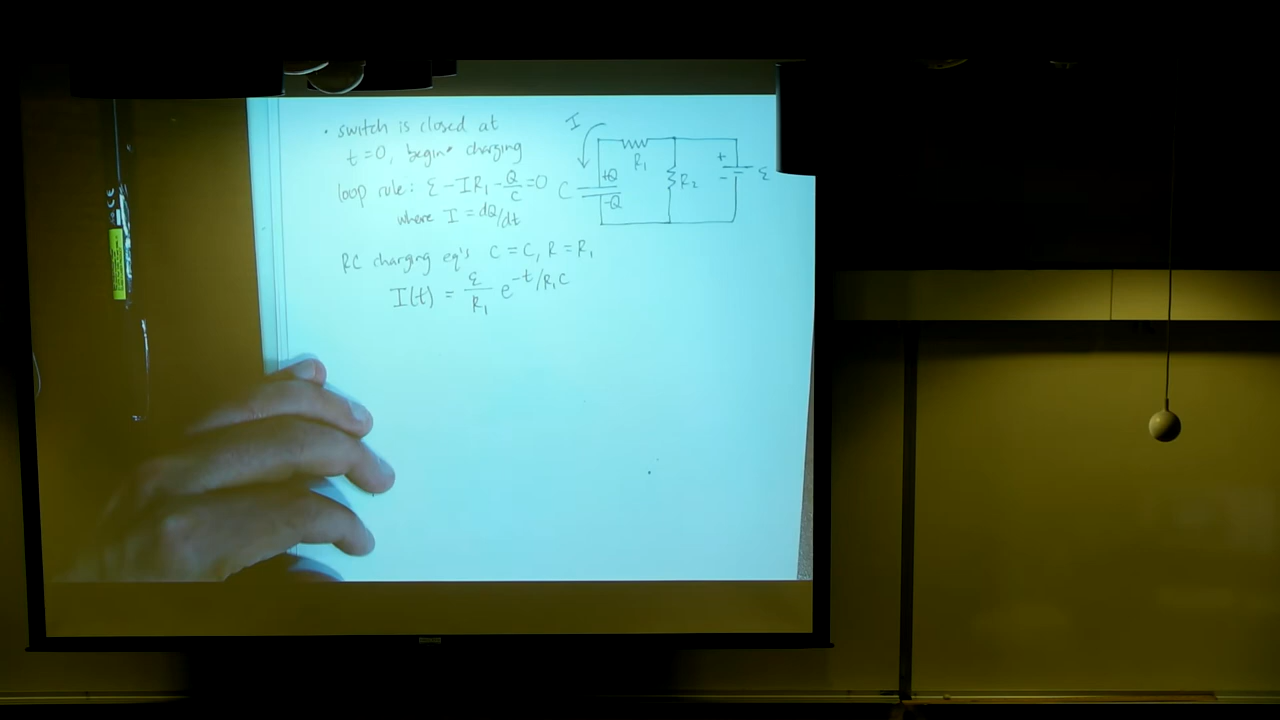 • switch is closed at
t=0, begin charging
loop rule: ε - IR₁ - Q/C = 0
where I = dQ/dt
RC charging eq's C = C, R = R₁
I(t) = ε/R₁ e^(-t/R₁C)
I
R₁
+
+Q
C
R₂
-
ε
-Q